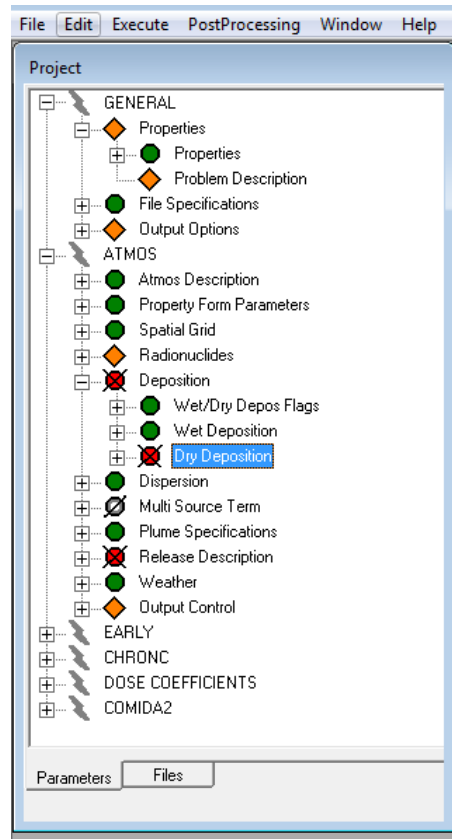 File Edit Execute PostProcessing Window Help
Project
GENERAL
Properties
Properties
Problem Description
File Specifications
Output Options
ATMOS
Atmos Description
Property Form Parameters
Spatial Grid
Radionuclides
Deposition
Wet/Dry Depos Flags
Wet Deposition
Dry Deposition
Dispersion
Multi Source Term
Plume Specifications
Release Description
Weather
Output Control
EARLY
CHRONC
DOSE COEFFICIENTS
COMIDA2
Parameters Files